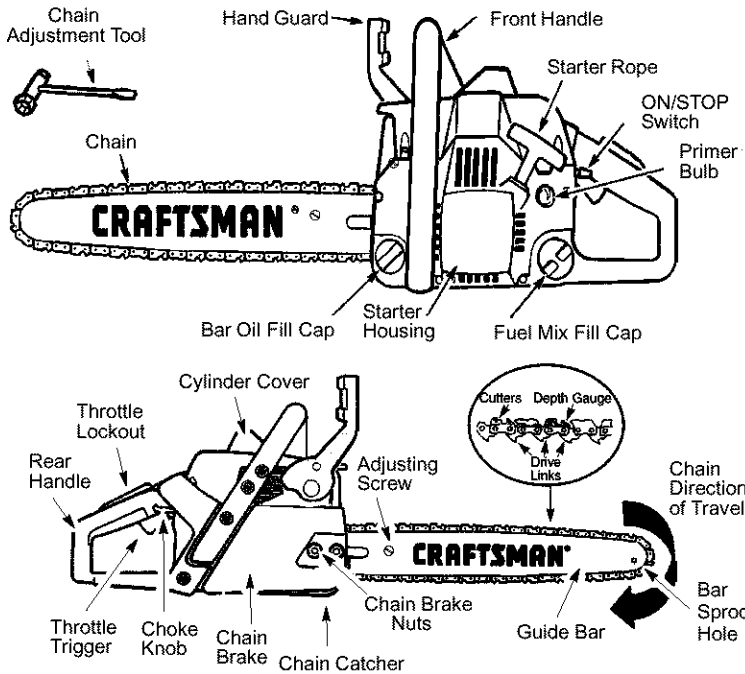 Chain
Adjustment Tool
Hand Guard
Front Handle
Starter Rope
ON/STOP
Switch
Primer
Bulb
Chain
CRAFTSMAN
Bar Oil Fill Cap
Starter
Housing
Fuel Mix Fill Cap
Cylinder Cover
Throttle
Lockout
Rear
Handle
Adjusting
Screw
Cutters
Depth Gauge
Drive
Links
Chain
Direction
of Travel
CRAFTSMAN
Throttle
Trigger
Choke
Knob
Chain
Brake
Chain Catcher
Chain Brake
Nuts
Guide Bar
Bar
Sproc
Hole